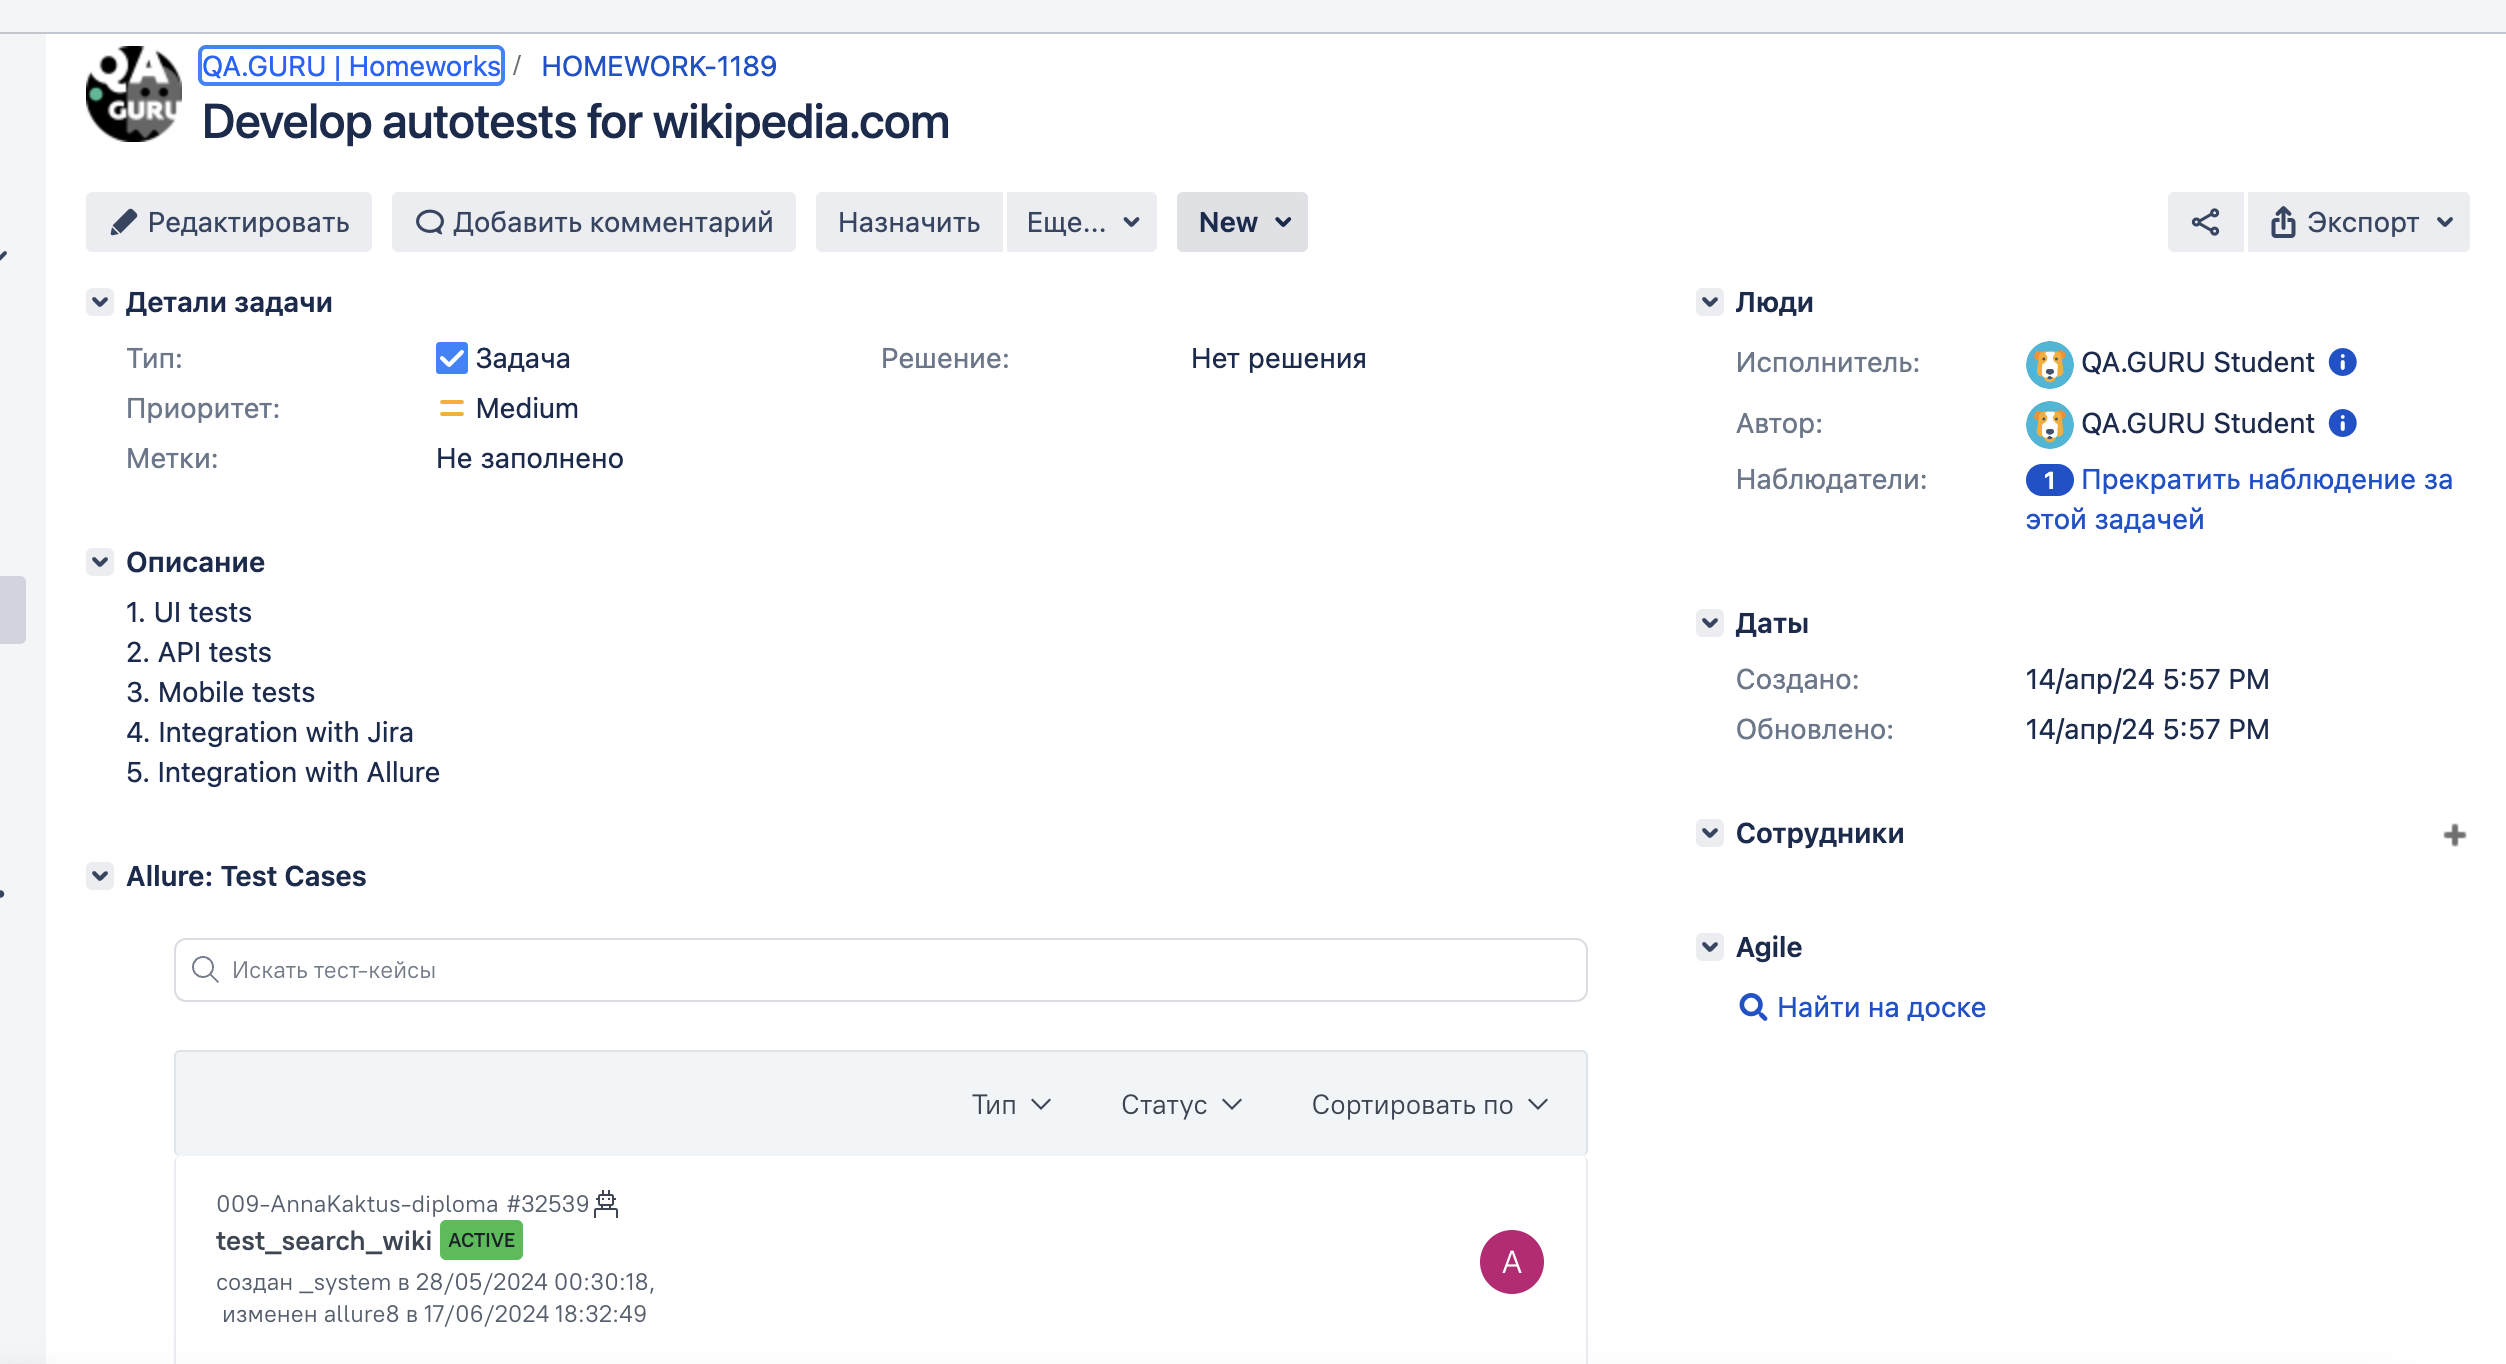 QA
GURU
QA.GURU | Homeworks / HOMEWORK-1189
Develop autotests for wikipedia.com
Редактировать
Добавить комментарий
Назначить
Еще...
New
Экспорт
Детали задачи
Тип: Задача
Решение: Нет решения
Приоритет: Medium
Метки: Не заполнено
Описание
1. UI tests
2. API tests
3. Mobile tests
4. Integration with Jira
5. Integration with Allure
Allure: Test Cases
Искать тест-кейсы
Тип Статус Сортировать по
009-AnnaKaktus-diploma #32539
test_search_wiki ACTIVE
создан _system в 28/05/2024 00:30:18,
изменен allure8 в 17/06/2024 18:32:49
A
Люди
Исполнитель: QA.GURU Student
Автор: QA.GURU Student
Наблюдатели: 1 Прекратить наблюдение за
этой задачей
Даты
Создано: 14/апр/24 5:57 PM
Обновлено: 14/апр/24 5:57 PM
Сотрудники
Agile
Найти на доске